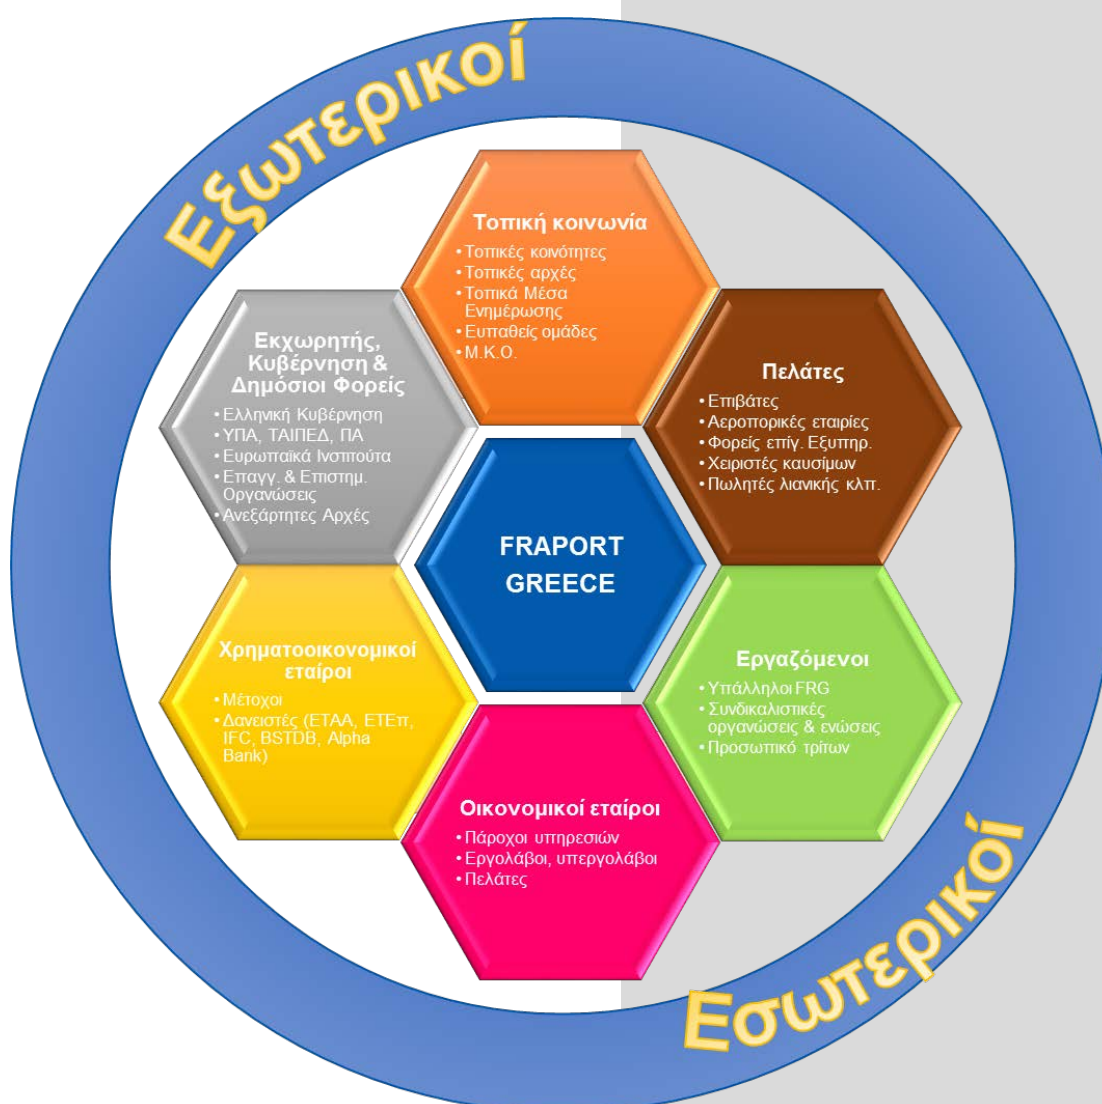 Εξωτερικοί
Τοπική κοινωνία
• Τοπικές κοινότητες
• Τοπικές αρχές
• Τοπικά Μέσα
Ενημέρωσης
• Ευπαθείς ομάδες
• Μ.Κ.Ο.
Εκχωρητής,
Κυβέρνηση &
Δημόσιοι Φορείς
• Ελληνική Κυβέρνηση
• ΥΠΑ, ΤΑΙΠΕΔ, ΠΑ
• Ευρωπαϊκά Ινστιτούτα
• Επαγγ. & Επιστημ.
Οργανώσεις
• Ανεξάρτητες Αρχές
Πελάτες
• Επιβάτες
• Αεροπορικές εταιρίες
• Φορείς επίγ. Εξυπηρ.
• Χειριστές καυσίμων
• Πωλητές λιανικής κλπ.
FRAPORT
GREECE
Χρηματοοικονομικοί
εταίροι
• Μέτοχοι
• Δανειστές (ΕΤΑΑ, ΕΤΕπ,
IFC, BSTDB, Alpha
Bank)
Εργαζόμενοι
• Υπάλληλοι FRG
• Συνδικαλιστικές
οργανώσεις & ενώσεις
• Προσωπικό τρίτων
Οικονομικοί εταίροι
• Πάροχοι υπηρεσιών
• Εργολάβοι, υπεργολάβοι
• Πελάτες
Εσωτερικοί